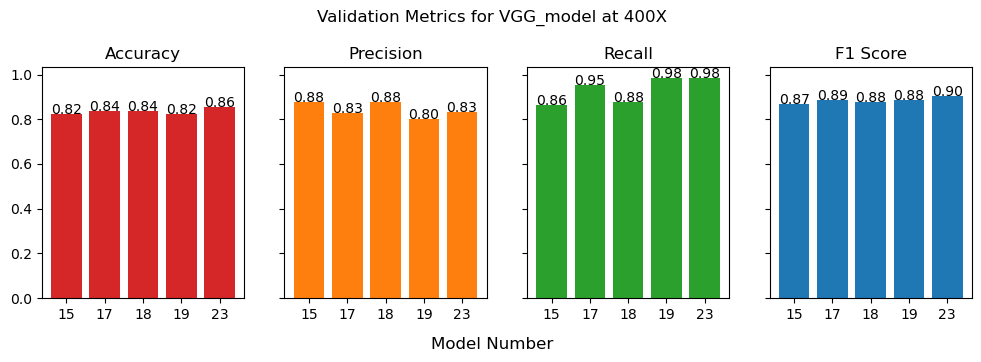 Validation Metrics for VGG_model at 400X
Accuracy
Precision
Recall
F1 Score
1.0
0.8
0.6
0.4
0.2
0.0
0.82 0.84 0.84 0.82 0.86
0.88 0.83 0.88 0.80 0.83
0.86 0.95 0.88 0.98 0.98
0.87 0.89 0.88 0.88 0.90
15 17 18 19 23
15 17 18 19 23
15 17 18 19 23
15 17 18 19 23
Model Number